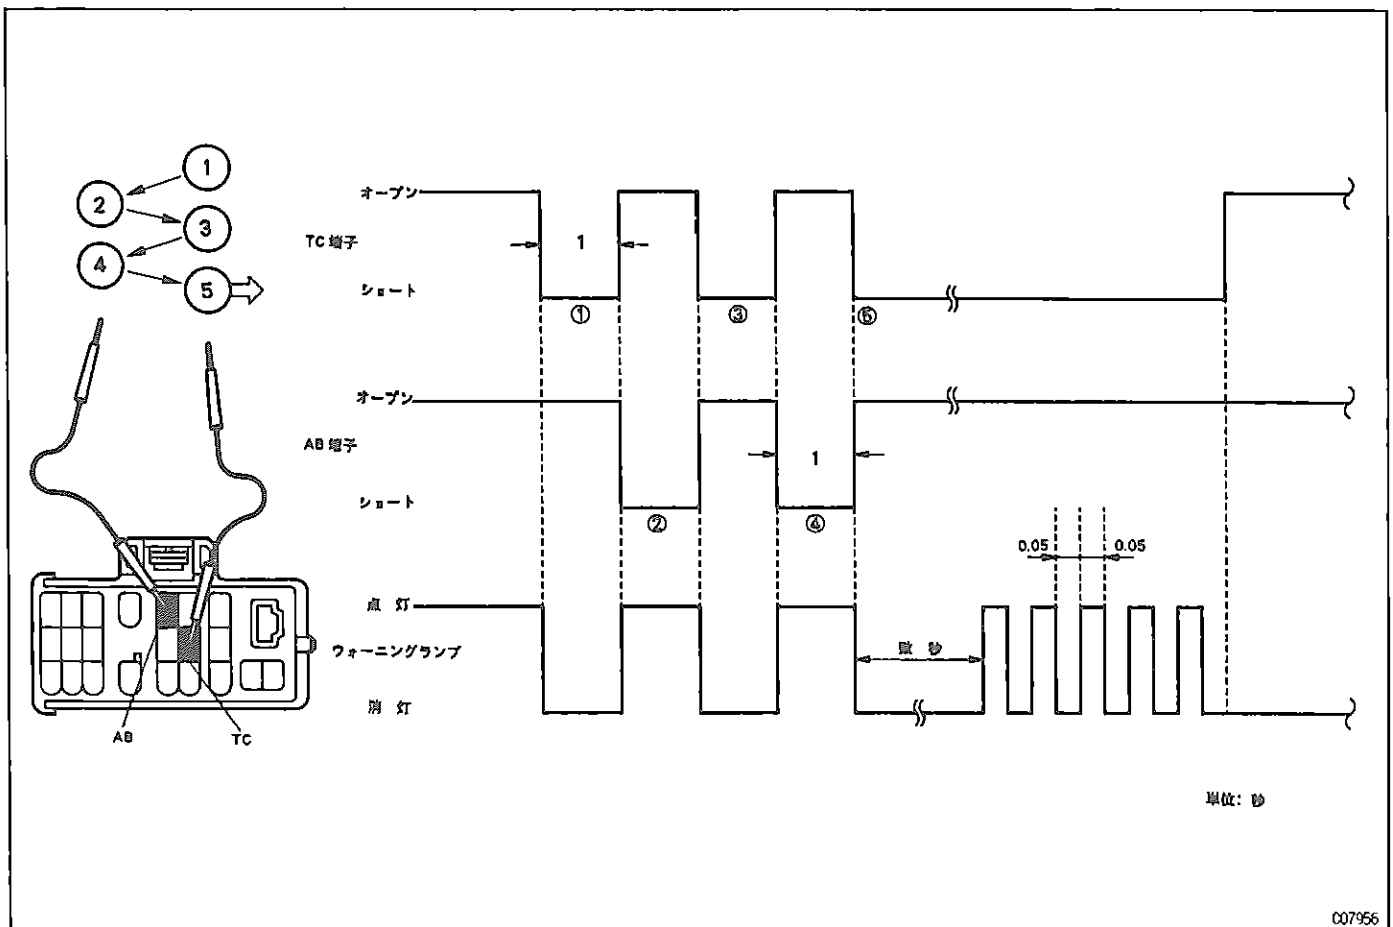 1
2
3
4
5
オープン
TC 端子
ショート
1
①
③
⑤
オープン
AB 端子
ショート
1
②
④
0.05
0.05
点 灯
ウォーニングランプ
消 灯
数 秒
AB
TC
単位: 秒
C07956